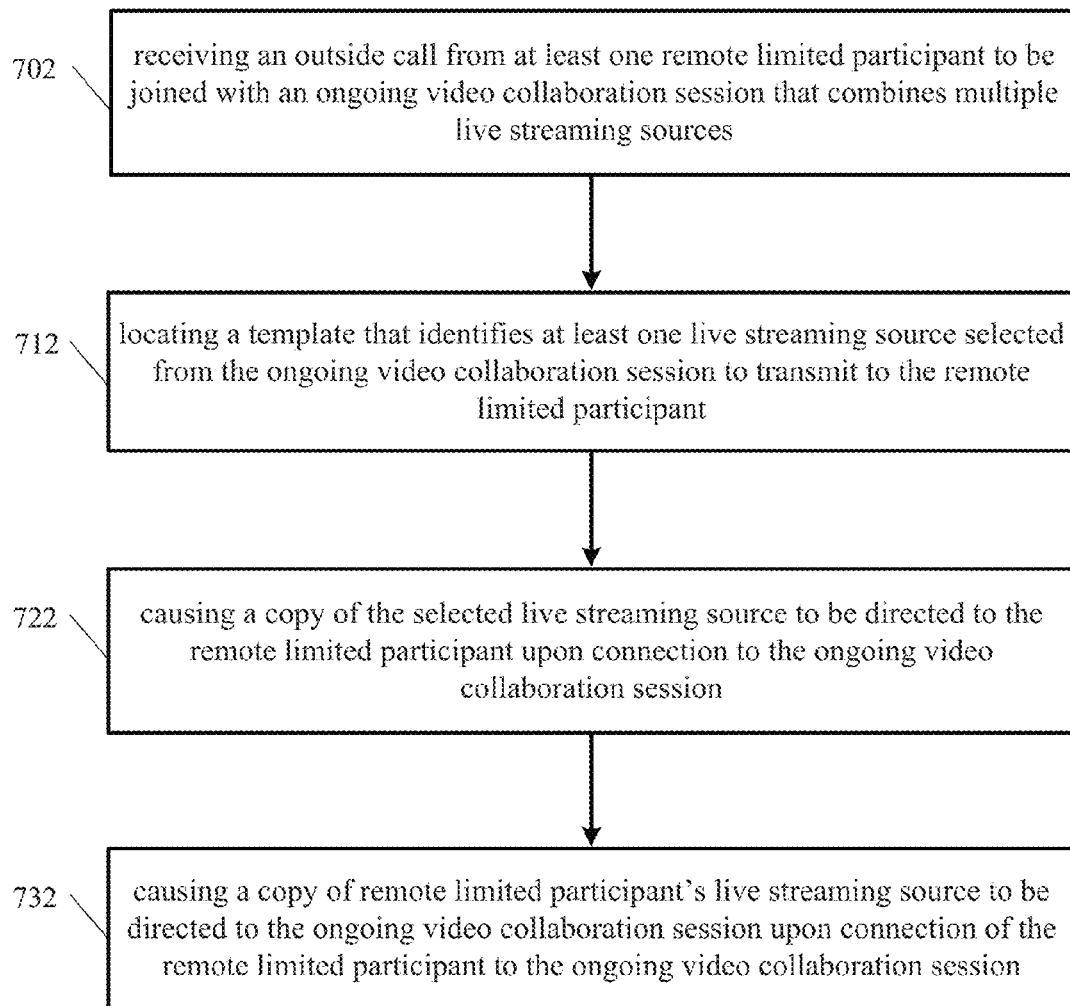 702
receiving an outside call from at least one remote limited participant to be
joined with an ongoing video collaboration session that combines multiple
live streaming sources
712
locating a template that identifies at least one live streaming source selected
from the ongoing video collaboration session to transmit to the remote
limited participant
722
causing a copy of the selected live streaming source to be directed to the
remote limited participant upon connection to the ongoing video
collaboration session
732
causing a copy of remote limited participant's live streaming source to be
directed to the ongoing video collaboration session upon connection of the
remote limited participant to the ongoing video collaboration session